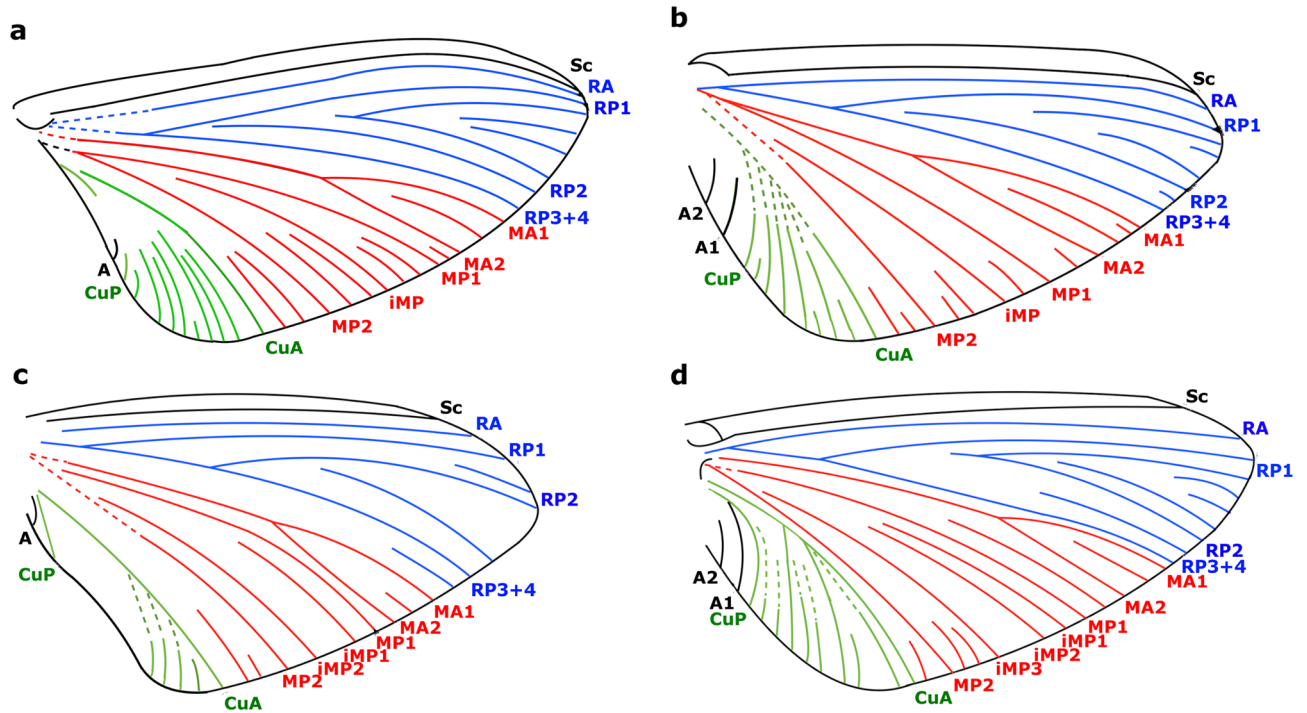 a
Sc
RA
RP1
RP2
RP3+4
MA1
MA2
MP1
iMP
MP2
CuA
CuP
A
b
Sc
RA
RP1
RP2
RP3+4
MA1
MA2
MP1
iMP
MP2
CuA
CuP
A1
A2
c
Sc
RA
RP1
RP2
RP3+4
MA1
MA2
MP1
iMP1
iMP2
MP2
CuA
CuP
A
d
Sc
RA
RP1
RP2
RP3+4
MA1
MA2
MP1
iMP1
iMP2
iMP3
MP2
CuA
CuP
A1
A2